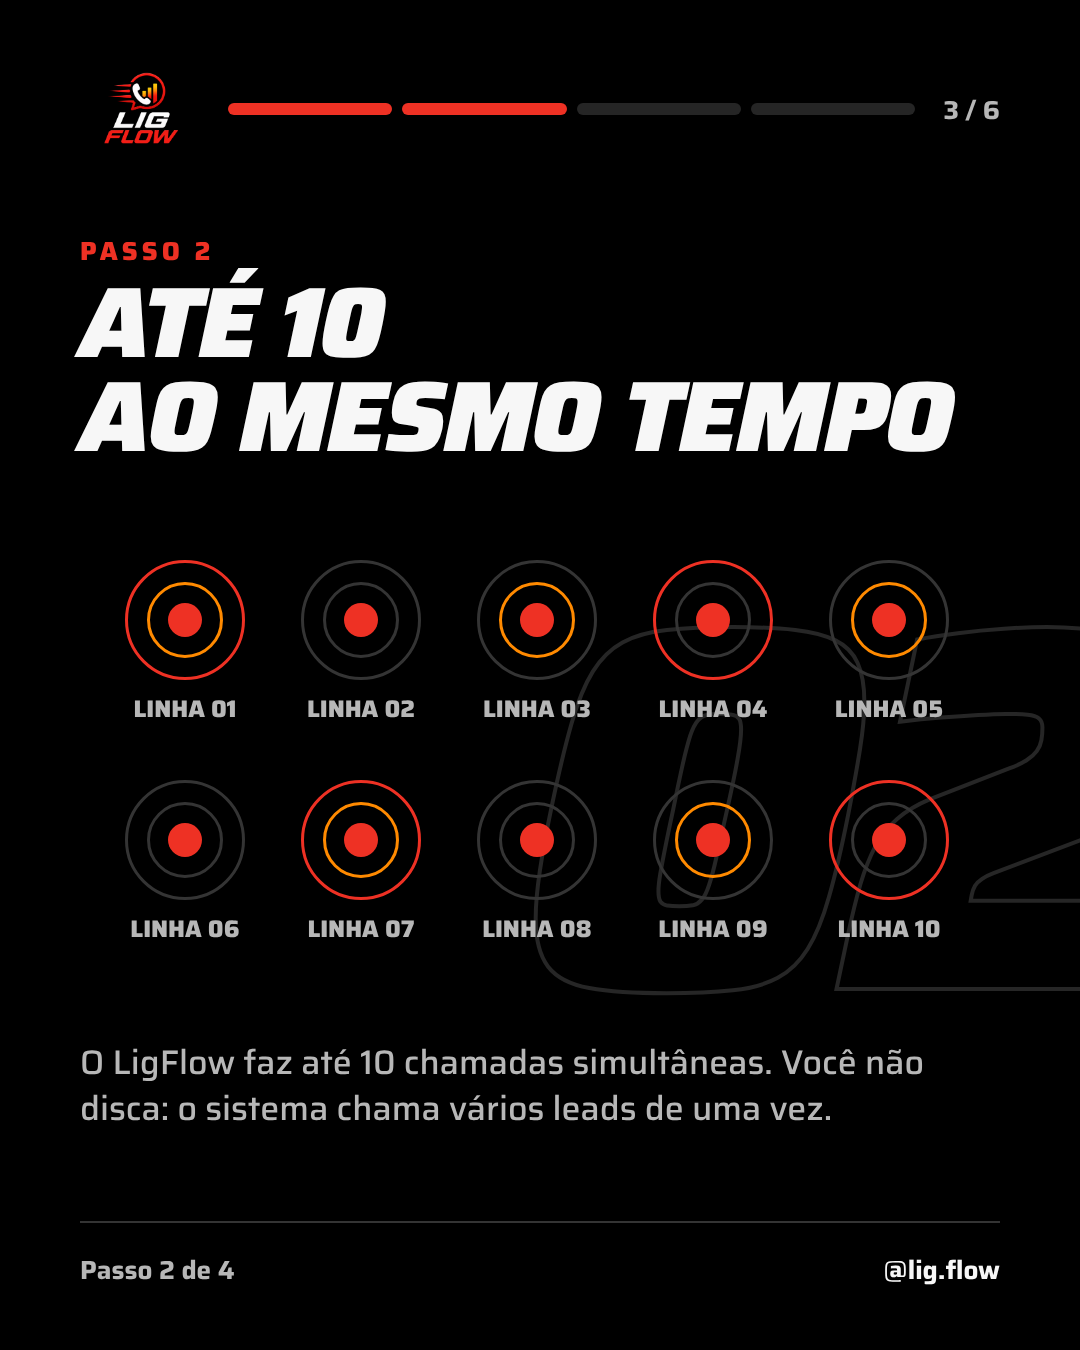 LIG
FLOW
3 / 6
PASSO 2
ATÉ 10
AO MESMO TEMPO
LINHA 01
LINHA 02
LINHA 03
LINHA 04
LINHA 05
LINHA 06
LINHA 07
LINHA 08
LINHA 09
LINHA 10
02
O LigFlow faz até 10 chamadas simultâneas. Você não
disca: o sistema chama vários leads de uma vez.
Passo 2 de 4
@lig.flow